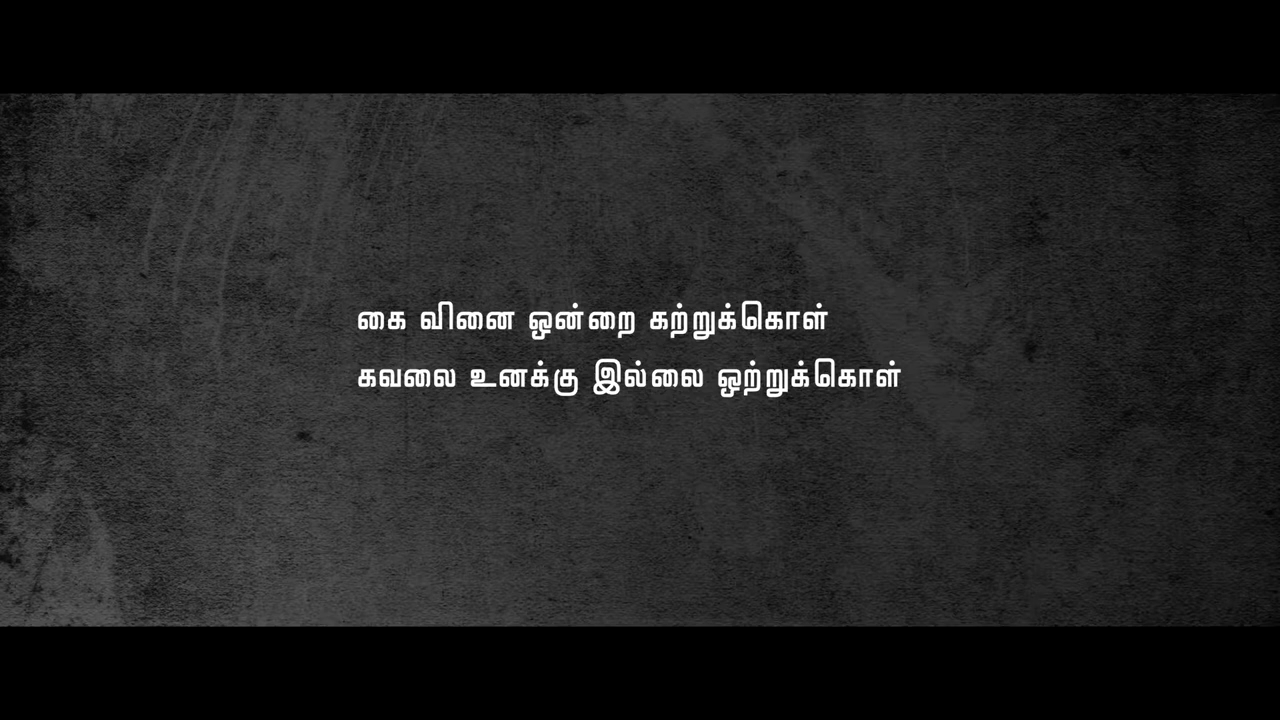 கை வினை ஒன்றை கற்றுக்கொள்
கவலை உனக்கு இல்லை ஒற்றுக்கொள்